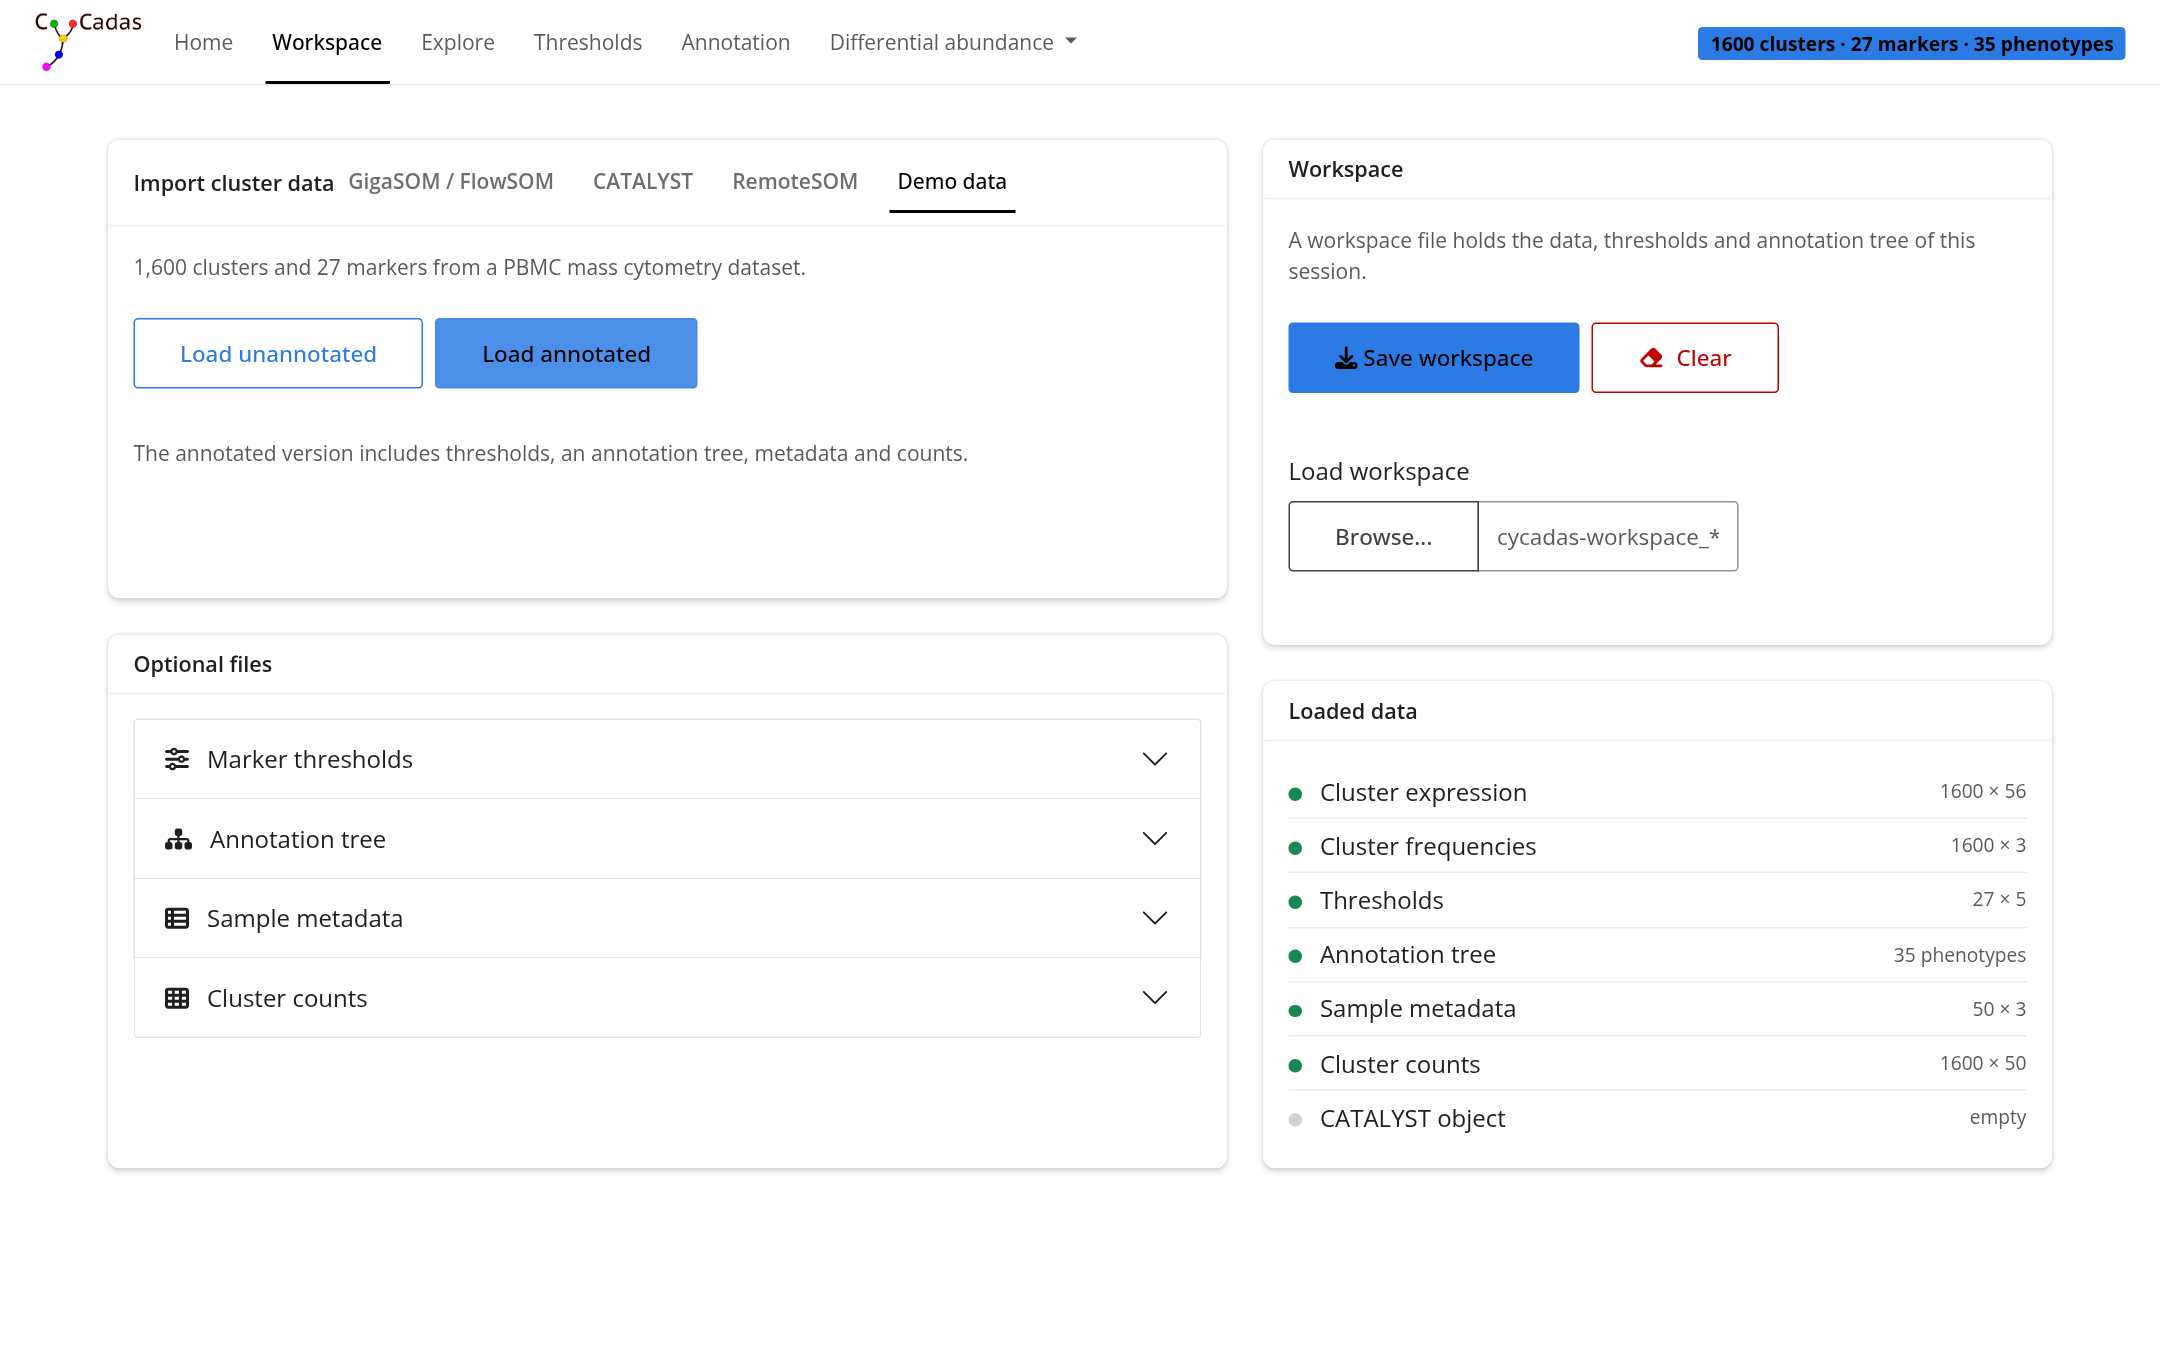 CyCadas
Home
Workspace
Explore
Thresholds
Annotation
Differential abundance
1600 clusters · 27 markers · 35 phenotypes
Import cluster data
GigaSOM / FlowSOM
CATALYST
RemoteSOM
Demo data
1,600 clusters and 27 markers from a PBMC mass cytometry dataset.
Load unannotated
Load annotated
The annotated version includes thresholds, an annotation tree, metadata and counts.
Optional files
Marker thresholds
Annotation tree
Sample metadata
Cluster counts
Workspace
A workspace file holds the data, thresholds and annotation tree of this
session.
Save workspace
Clear
Load workspace
Browse...
cycadas-workspace_*
Loaded data
Cluster expression 1600 × 56
Cluster frequencies 1600 × 3
Thresholds 27 × 5
Annotation tree 35 phenotypes
Sample metadata 50 × 3
Cluster counts 1600 × 50
CATALYST object empty